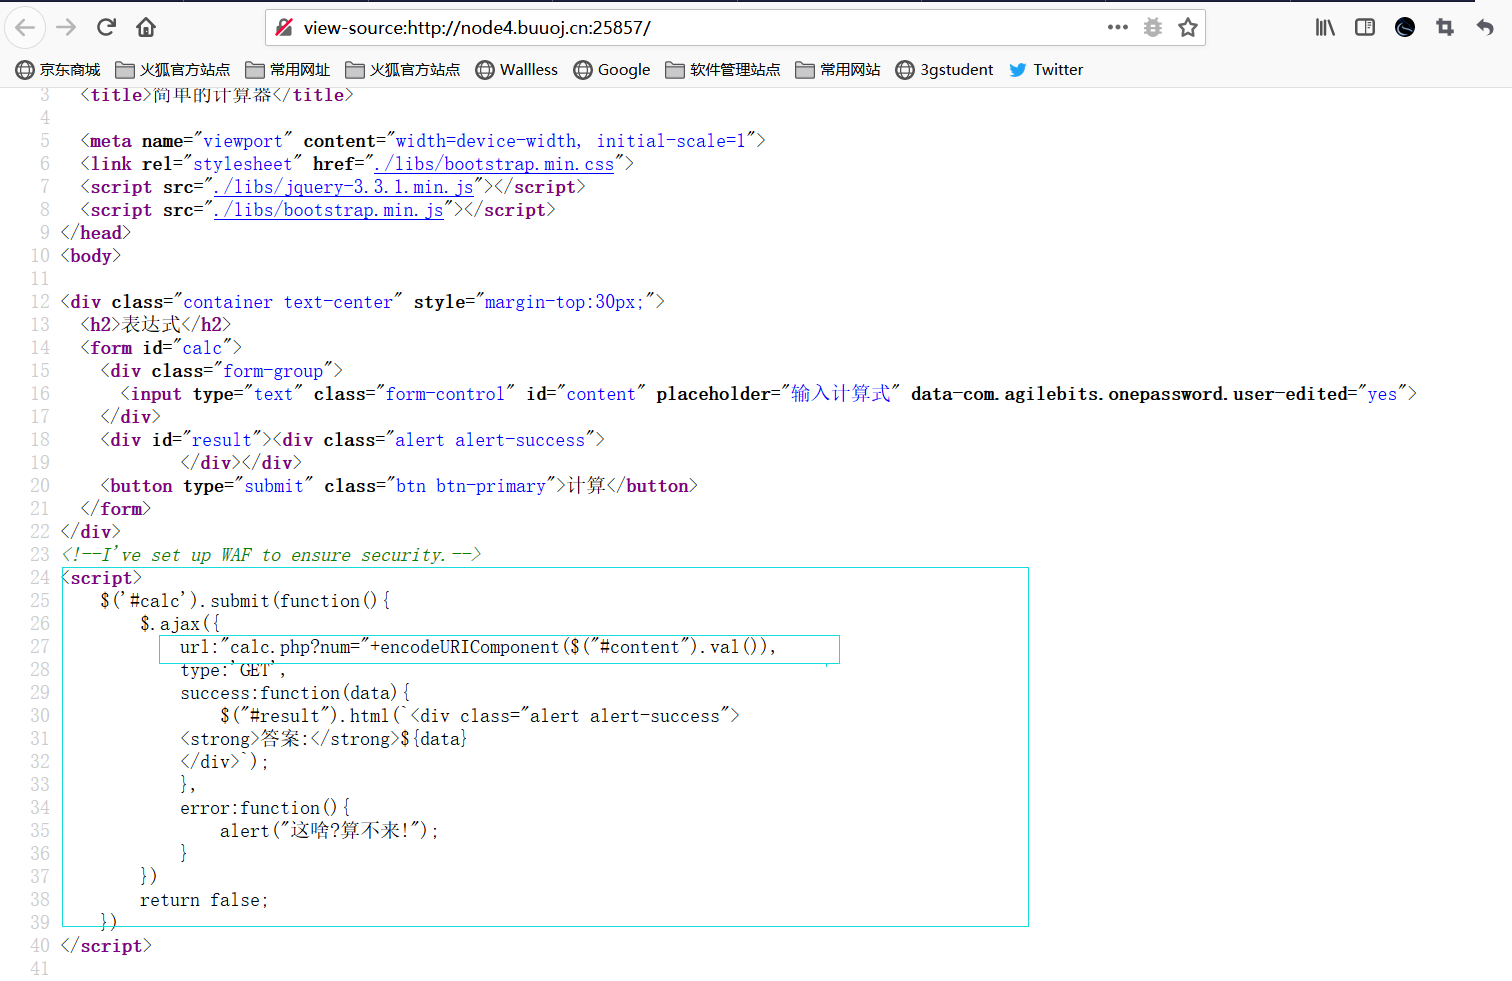 view-source:http://node4.buuoj.cn:25857/
京东商城 火狐官方站点 常用网址 火狐官方站点 Wallless Google 软件管理站点 常用网站 3gstudent Twitter
3 <title>简单的计算器</title>
4
5 <meta name="viewport" content="width=device-width, initial-scale=1">
6 <link rel="stylesheet" href="./libs/bootstrap.min.css">
7 <script src="./libs/jquery-3.3.1.min.js"></script>
8 <script src="./libs/bootstrap.min.js"></script>
9 </head>
10 <body>
11
12 <div class="container text-center" style="margin-top:30px;">
13 <h2>表达式</h2>
14 <form id="calc">
15 <div class="form-group">
16 <input type="text" class="form-control" id="content" placeholder="输入计算式" data-com.agilebits.onepassword.user-edited="yes">
17 </div>
18 <div id="result"><div class="alert alert-success">
19 </div></div>
20 <button type="submit" class="btn btn-primary">计算</button>
21 </form>
22 </div>
23 <!--I've set up WAF to ensure security.-->
24 <script>
25 $('#calc').submit(function(){
26 $.ajax({
27 url:"calc.php?num="+encodeURIComponent($("#content").val()),
28 type:'GET',
29 success:function(data){
30 $("#result").html(`<div class="alert alert-success">
31 <strong>答案:</strong>${data}
32 </div>`);
33 },
34 error:function(){
35 alert("这啥?算不来!");
36 }
37 })
38 return false;
39 })
40 </script>
41